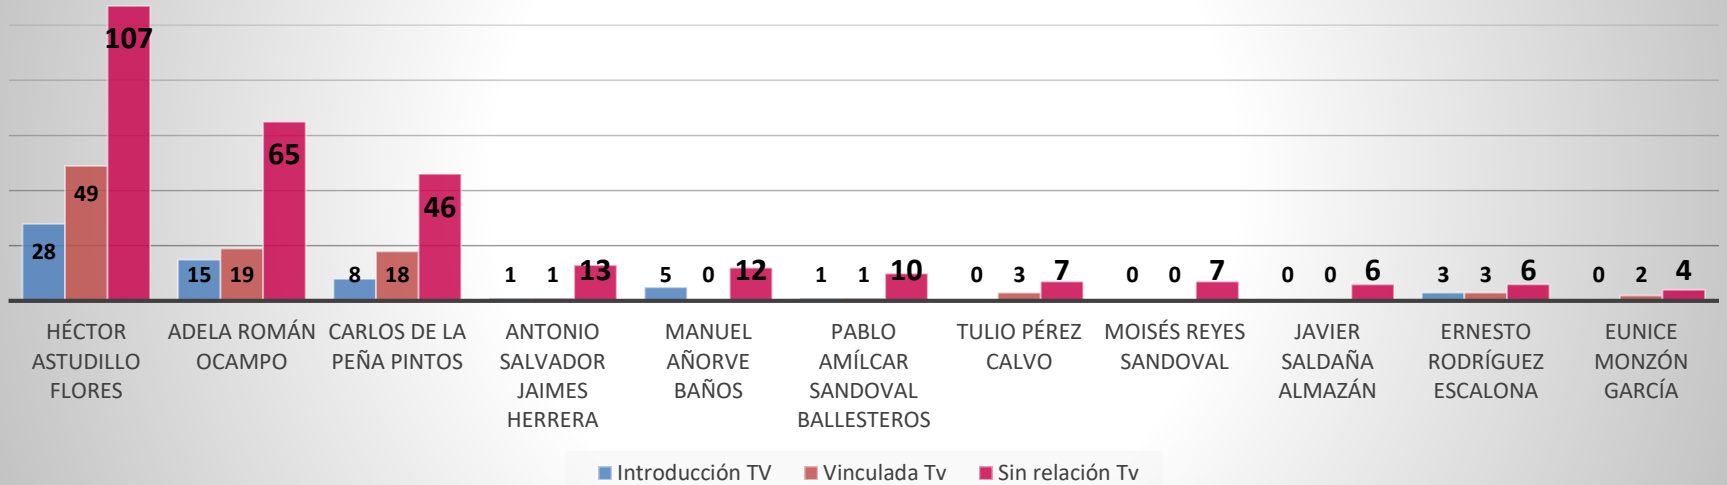 107
49
28
65
15
19
46
8
18
1 1 13
5 0 12
1 1 10
0 3 7
0 0 7
0 0 6
3 3 6
0 2 4
HÉCTOR
ASTUDILLO
FLORES
ADELA ROMÁN
OCAMPO
CARLOS DE LA
PEÑA PINTOS
ANTONIO
SALVADOR
JAIMES
HERRERA
MANUEL
AÑORVE
BAÑOS
PABLO
AMÍLCAR
SANDOVAL
BALLESTEROS
TULIO PÉREZ
CALVO
MOISÉS REYES
SANDOVAL
JAVIER
SALDAÑA
ALMAZÁN
ERNESTO
RODRÍGUEZ
ESCALONA
EUNICE
MONZÓN
GARCÍA
Introducción TV Vinculada Tv Sin relación Tv